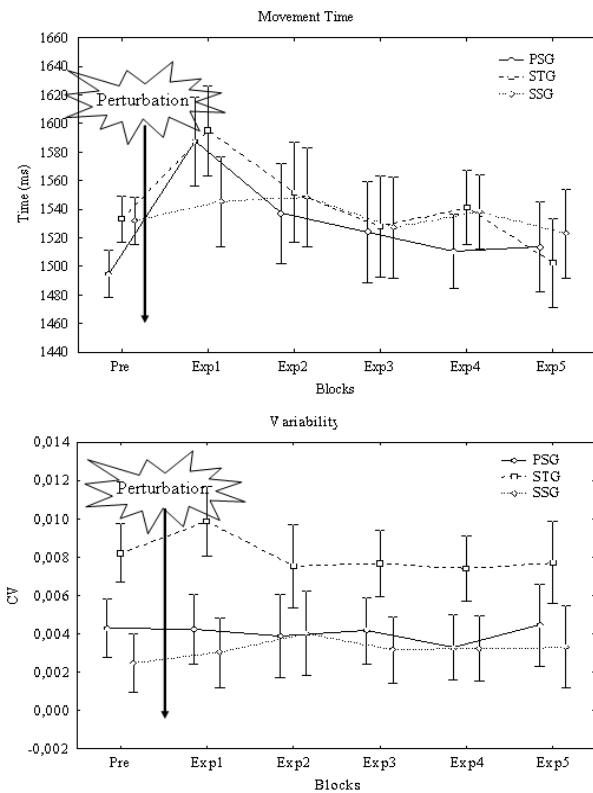 Movement Time
1660
1640
1620
1600
1580
1560
1540
1520
1500
1480
1460
1440
Time (ms)
Perturbation
PSG
STG
SSG
Pre
Exp1
Exp2
Exp3
Exp4
Exp5
Blocks
Variability
0,014
0,012
0,010
0,008
0,006
0,004
0,002
0,000
-0,002
CV
Perturbation
PSG
STG
SSG
Pre
Exp1
Exp2
Exp3
Exp4
Exp5
Blocks